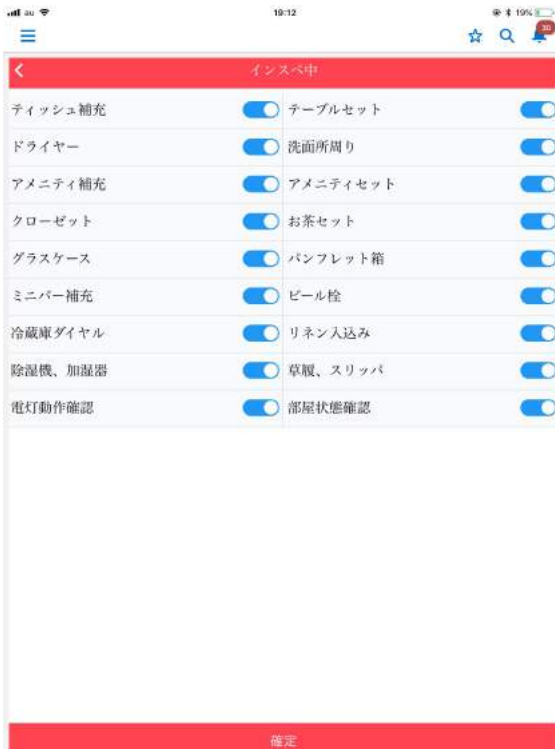 au 19:12 19%
30
インスペ中
ティッシュ補充 テーブルセット
ドライヤー 洗面所周り
アメニティ補充 アメニティセット
クローゼット お茶セット
グラスケース パンフレット箱
ミニバー補充 ビール栓
冷蔵庫ダイヤル リネン入込み
除湿機、加湿器 草履、スリッパ
電灯動作確認 部屋状態確認
確定